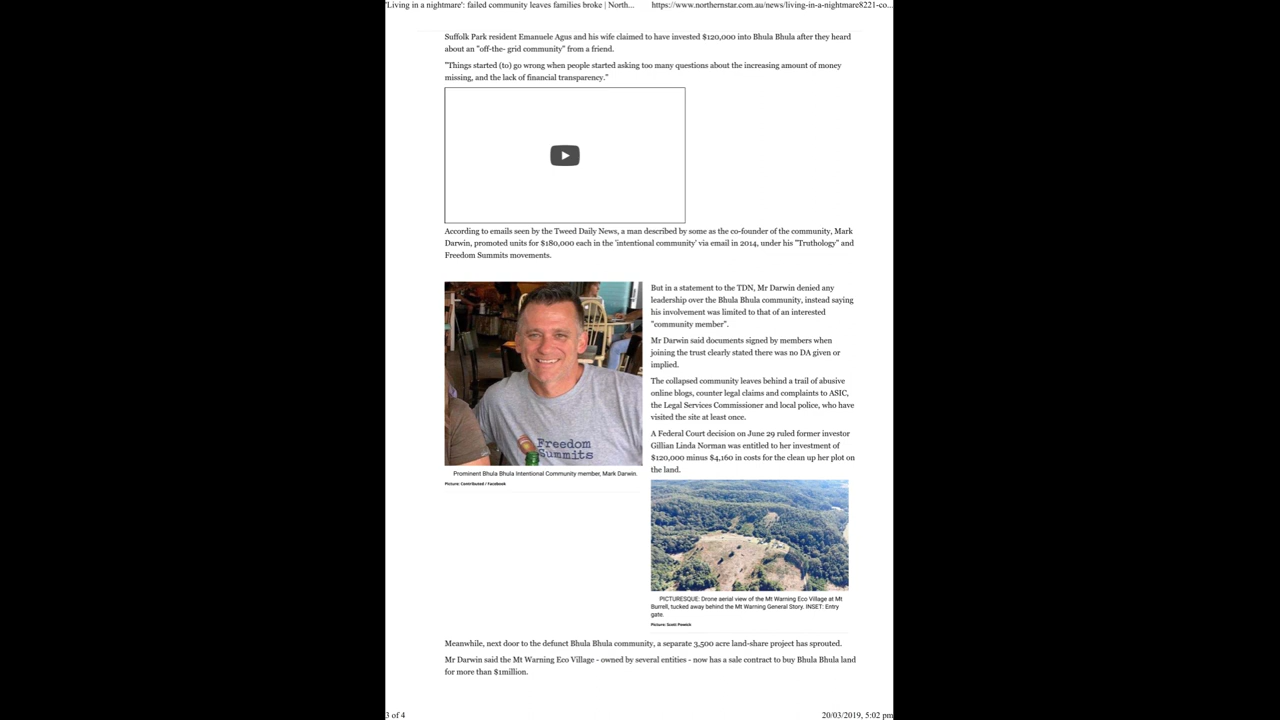 'Living in a nightmare': failed community leaves families broke | North...
https://www.northernstar.com.au/news/living-in-a-nightmare8221-co...
Suffolk Park resident Emanuele Agus and his wife claimed to have invested $120,000 into Bhula Bhula after they heard
about an "off-the- grid community" from a friend.
"Things started (to) go wrong when people started asking too many questions about the increasing amount of money
missing, and the lack of financial transparency."
According to emails seen by the Tweed Daily News, a man described by some as the co-founder of the community, Mark
Darwin, promoted units for $180,000 each in the 'intentional community' via email in 2014, under his "Truthology" and
Freedom Summits movements.
Freedom
Summits
Prominent Bhula Bhula Intentional Community member, Mark Darwin.
Picture: Contributed / Facebook
But in a statement to the TDN, Mr Darwin denied any
leadership over the Bhula Bhula community, instead saying
his involvement was limited to that of an interested
"community member".
Mr Darwin said documents signed by members when
joining the trust clearly stated there was no DA given or
implied.
The collapsed community leaves behind a trail of abusive
online blogs, counter legal claims and complaints to ASIC,
the Legal Services Commissioner and local police, who have
visited the site at least once.
A Federal Court decision on June 29 ruled former investor
Gillian Linda Norman was entitled to her investment of
$120,000 minus $4,160 in costs for the clean up her plot on
the land.
PICTURESQUE: Drone aerial view of the Mt Warning Eco Village at Mt
Burrell, tucked away behind the Mt Warning General Story. INSET: Entry
gate.
Picture: Scott Powick
Meanwhile, next door to the defunct Bhula Bhula community, a separate 3,500 acre land-share project has sprouted.
Mr Darwin said the Mt Warning Eco Village - owned by several entities - now has a sale contract to buy Bhula Bhula land
for more than $1million.
3 of 4
20/03/2019, 5:02 pm